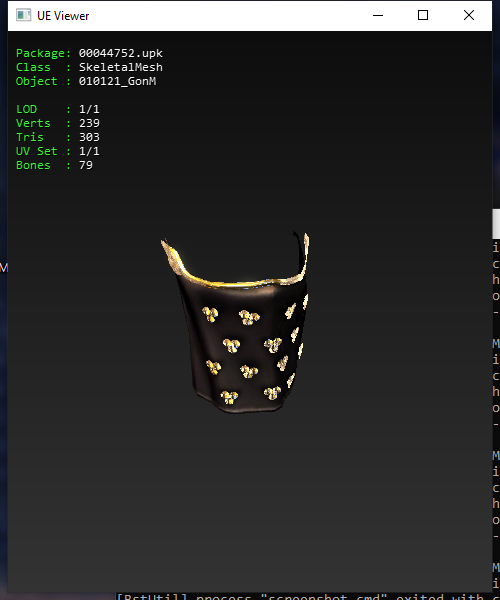 UE Viewer
Package: 00044752.upk
Class : SkeletalMesh
Object : 010121_GonM
LOD : 1/1
Verts : 239
Tris : 303
UV Set : 1/1
Bones : 79
M
i
c
h
o
-
M
i
c
h
o
-
M
i
c
h
o
-
M
i
[BstUtil] process "screenshot.cmd" exited with c